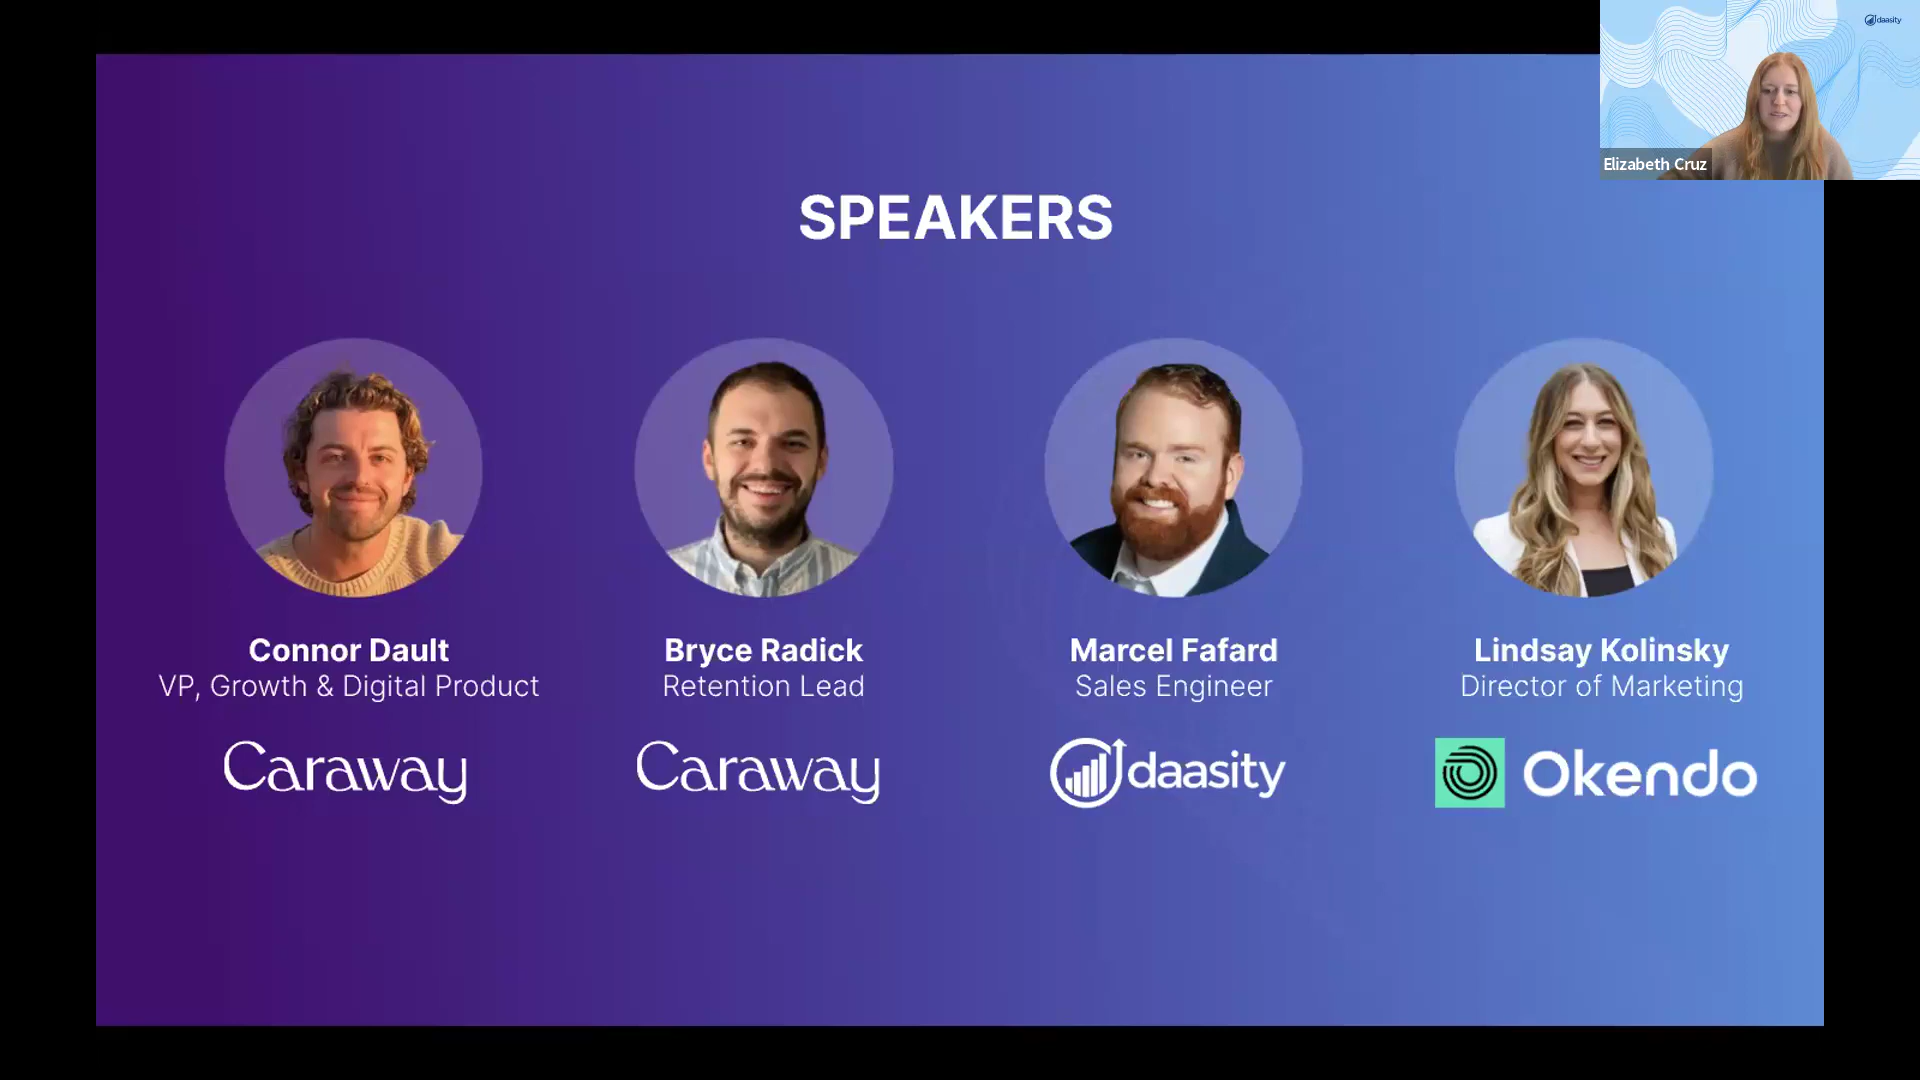 daasity
Elizabeth Cruz
SPEAKERS
Connor Dault
VP, Growth & Digital Product
Caraway
Bryce Radick
Retention Lead
Caraway
Marcel Fafard
Sales Engineer
daasity
Lindsay Kolinsky
Director of Marketing
Okendo